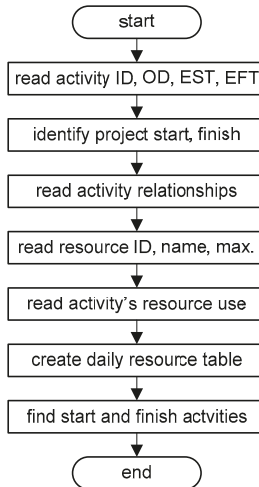 start
read activity ID, OD, EST, EFT
identify project start, finish
read activity relationships
read resource ID, name, max.
read activity's resource use
create daily resource table
find start and finish actvities
end